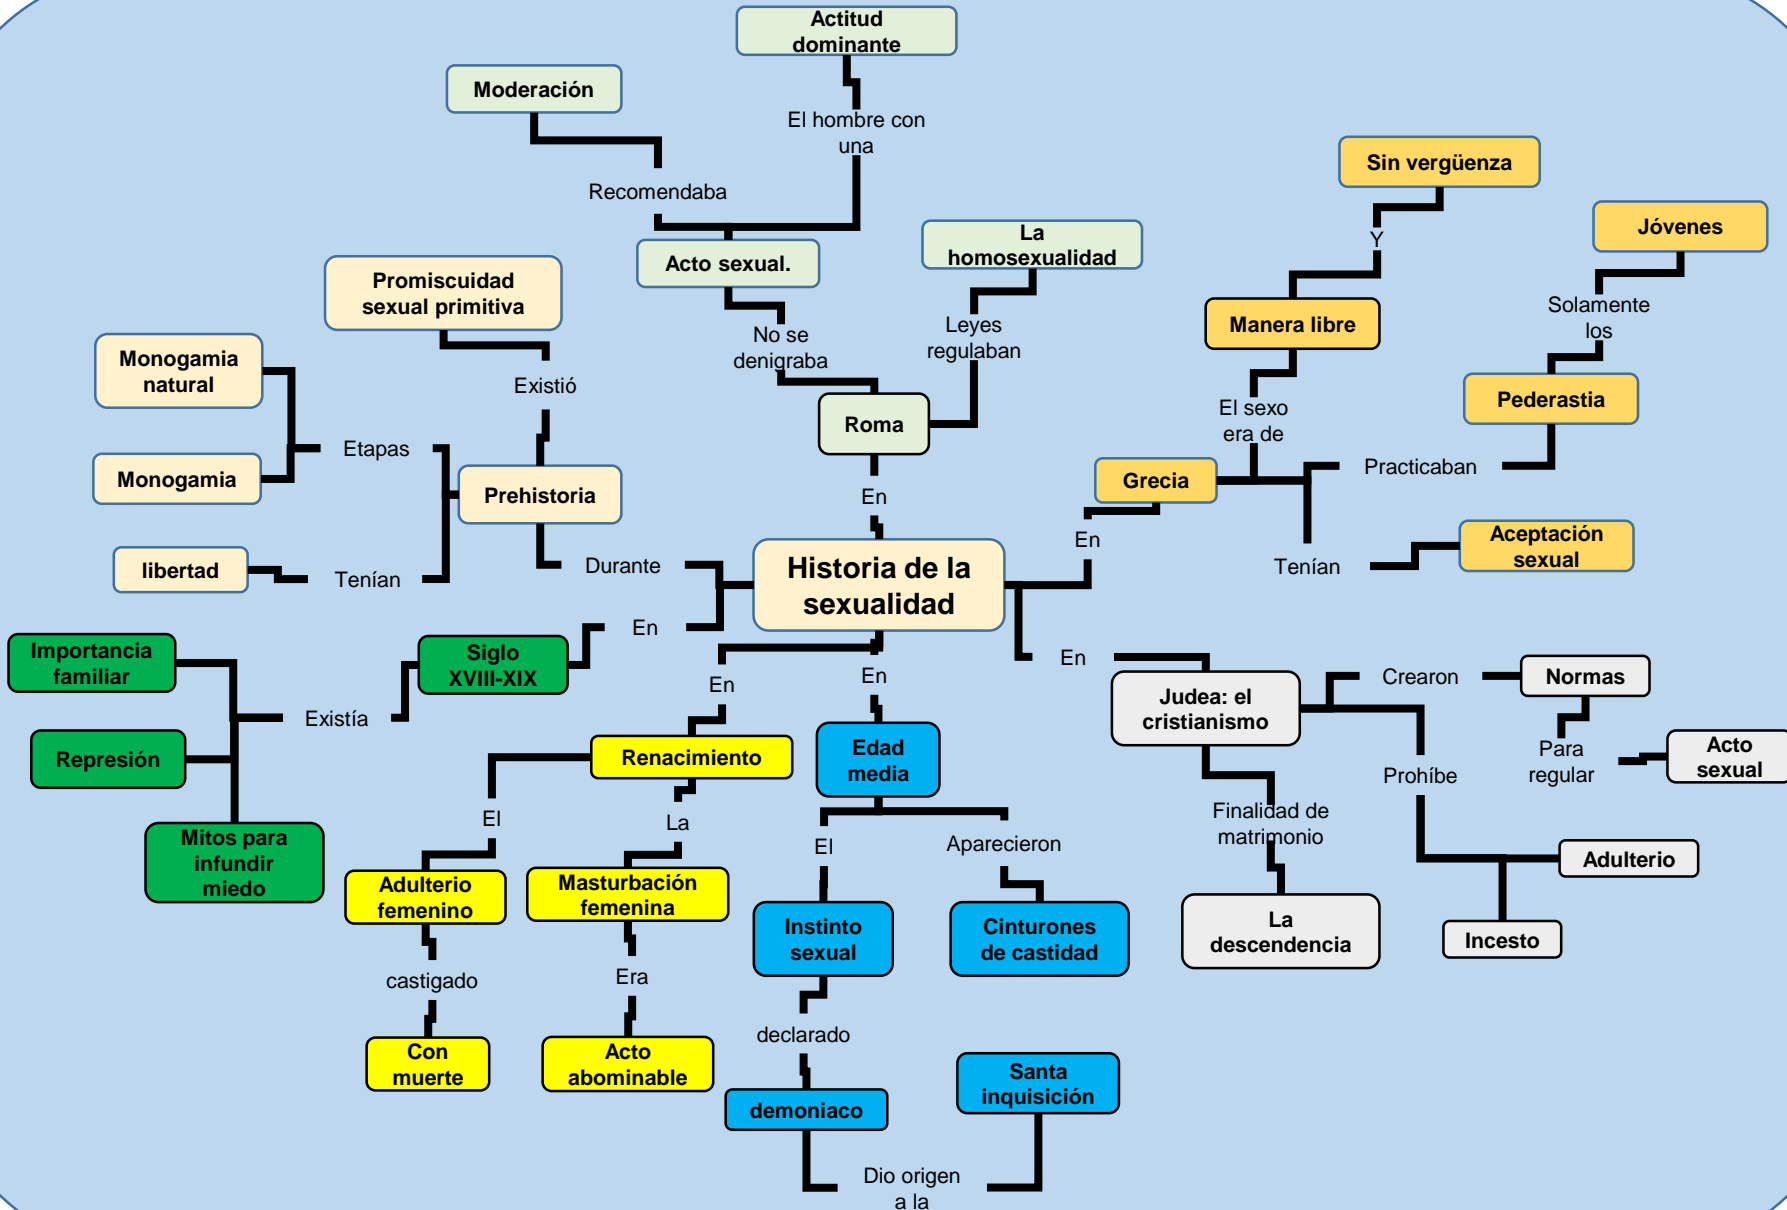 Actitud
dominante
Moderación
El hombre con
una
Recomendaba
Acto sexual.
La
homosexualidad
No se
denigraba
Leyes
regulaban
Roma
En
Sin vergüenza
Y
Manera libre
El sexo
era de
Jóvenes
Solamente
los
Pederastia
Practicaban
Grecia
Tenían
Aceptación
sexual
En
Promiscuidad
sexual primitiva
Existió
Monogamia
natural
Etapas
Monogamia
Prehistoria
libertad
Tenían
Durante
Historia de la
sexualidad
En
Siglo
XVIII-XIX
Importancia
familiar
Existía
Represión
Mitos para
infundir
miedo
En
Renacimiento
El
La
Adulterio
femenino
Masturbación
femenina
castigado
Era
Con
muerte
Acto
abominable
En
Edad
media
El
Aparecieron
Instinto
sexual
Cinturones
de castidad
declarado
demoniaco
Santa
inquisición
Dio origen
a la
En
Judea: el
cristianismo
Crearon
Normas
Para
regular
Acto
sexual
Prohíbe
Finalidad de
matrimonio
Adulterio
La
descendencia
Incesto